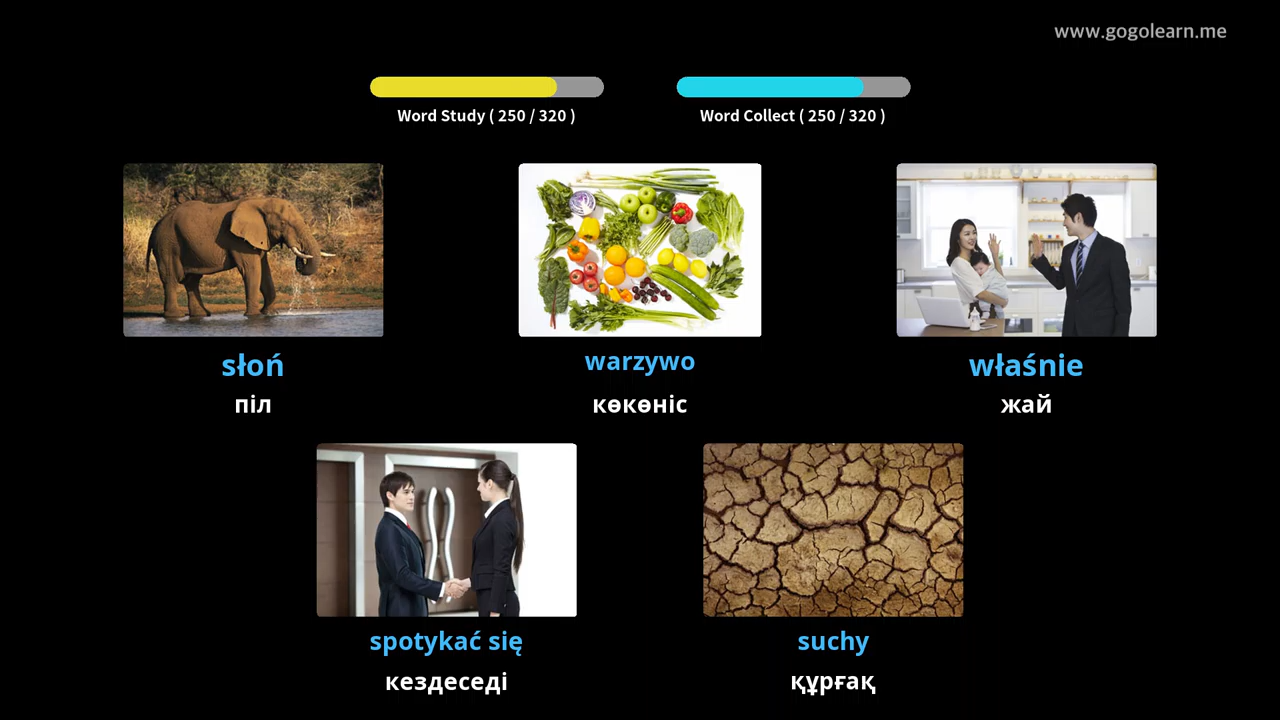 www.gogolearn.me
Word Study ( 250 / 320 )
Word Collect ( 250 / 320 )
słoń
піл
warzywo
көкөніс
właśnie
жай
spotykać się
кездеседі
suchy
құрғақ